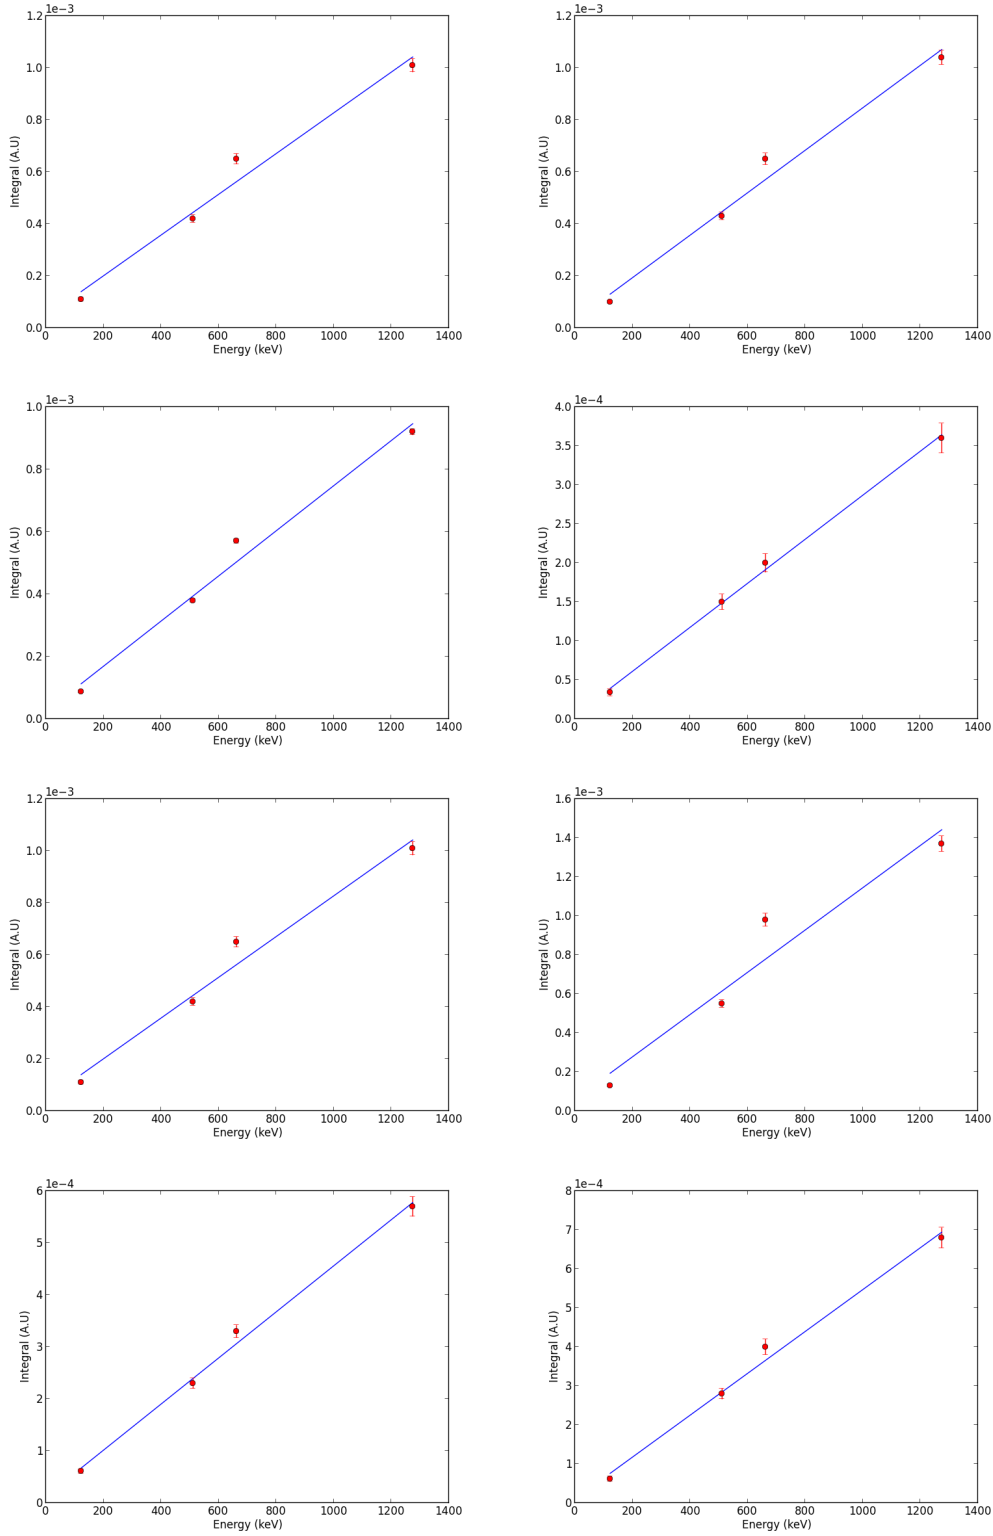 1e−3 1e−3
1.2 1.2
1.0 1.0
0.8 0.8
Integral (A.U) Integral (A.U)
0.6 0.6
0.4 0.4
0.2 0.2
0.0 0.0
0 200 400 600 800 1000 1200 1400 0 200 400 600 800 1000 1200 1400
Energy (keV) Energy (keV)
1e−3 1e−4
1.0 4.0
3.5
0.8 3.0
0.6 2.5
Integral (A.U) Integral (A.U)
2.0
0.4 1.5
1.0
0.2 0.5
0.0 0.0
0 200 400 600 800 1000 1200 1400 0 200 400 600 800 1000 1200 1400
Energy (keV) Energy (keV)
1e−3 1e−3
1.2 1.6
1.4
1.0 1.2
0.8 1.0
Integral (A.U) Integral (A.U)
0.6 0.8
0.6
0.4 0.4
0.2 0.2
0.0 0.0
0 200 400 600 800 1000 1200 1400 0 200 400 600 800 1000 1200 1400
Energy (keV) Energy (keV)
1e−4 1e−4
6 8
7
5 6
4 5
Integral (A.U) Integral (A.U)
3 4
3
2 2
1 1
0 0
0 200 400 600 800 1000 1200 1400 0 200 400 600 800 1000 1200 1400
Energy (keV) Energy (keV)